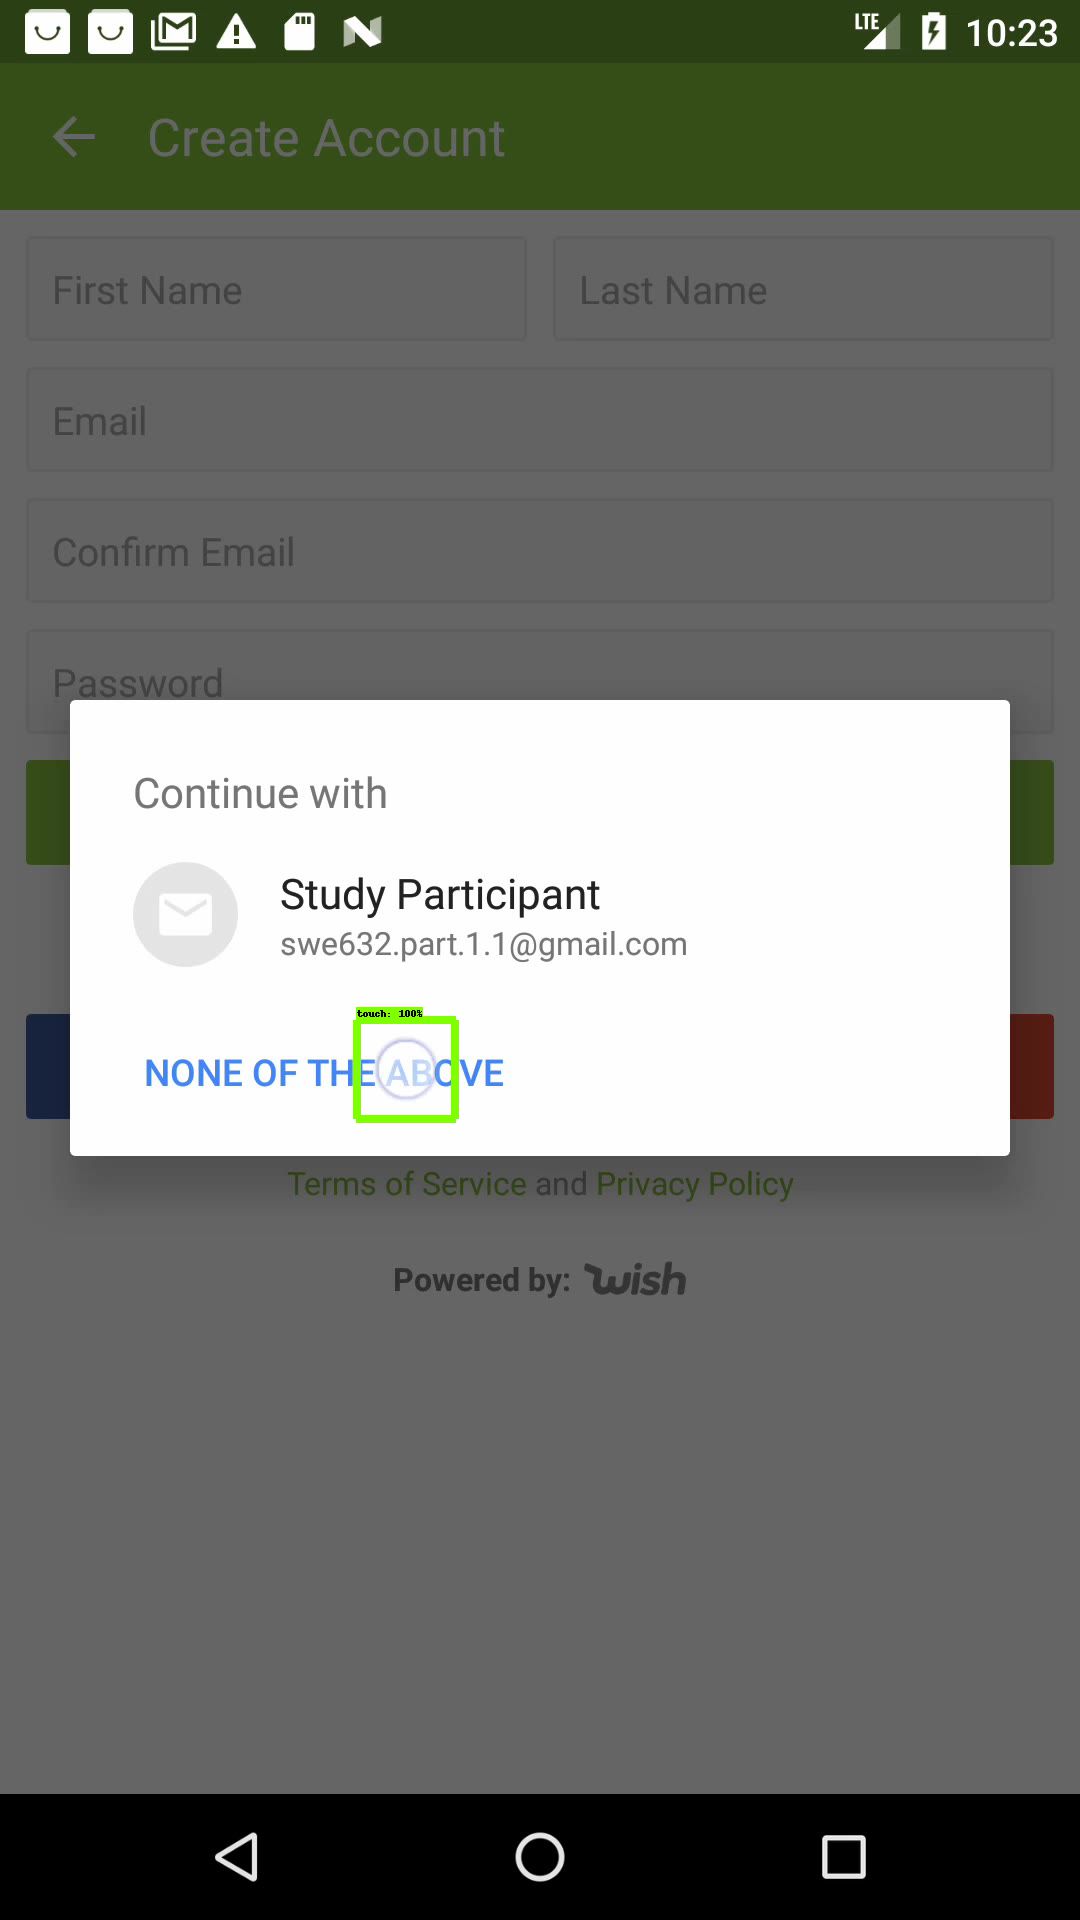 LTE 10:23
Create Account
First Name Last Name
Email
Confirm Email
Password
Continue with
Study Participant
swe632.part.1.1@gmail.com
touch: 100%
NONE OF THE ABOVE
Terms of Service and Privacy Policy
Powered by: wish